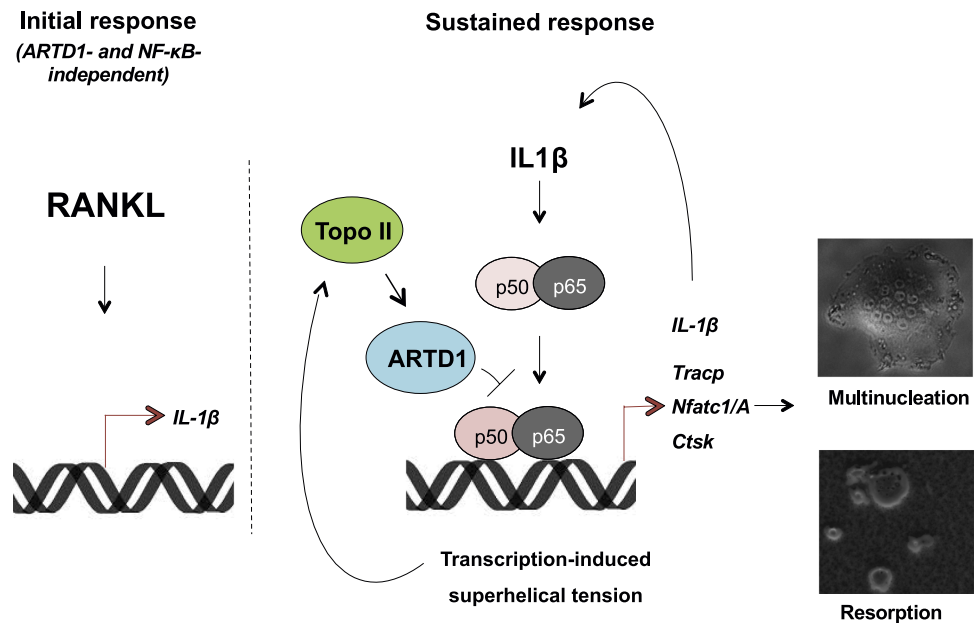 Initial response
(ARTD1- and NF-κB-
independent)
RANKL
IL-1β
Sustained response
IL1β
Topo II
p50
p65
ARTD1
p50
p65
IL-1β
Tracp
Nfatc1/A
Ctsk
Transcription-induced
superhelical tension
Multinucleation
Resorption